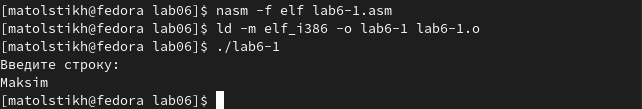 [matolstikh@fedora lab06]$ nasm -f elf lab6-1.asm
[matolstikh@fedora lab06]$ ld -m elf_i386 -o lab6-1 lab6-1.o
[matolstikh@fedora lab06]$ ./lab6-1
Введите строку:
Maksim
[matolstikh@fedora lab06]$